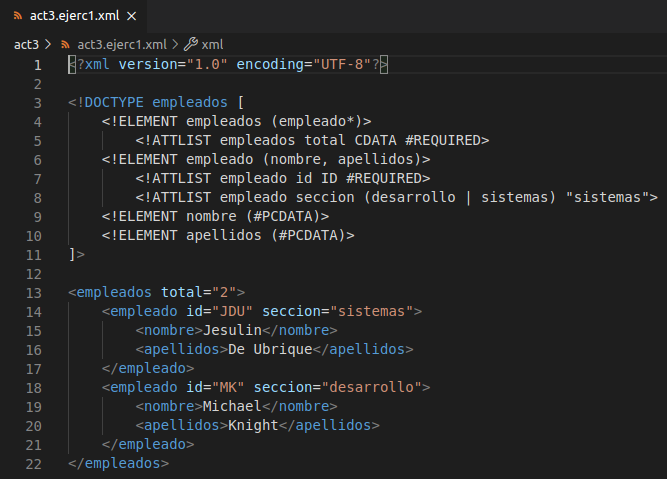 act3.ejerc1.xml ×
act3 > act3.ejerc1.xml > xml
1 <?xml version="1.0" encoding="UTF-8"?>
2
3 <!DOCTYPE empleados [
4 <!ELEMENT empleados (empleado*)>
5 <!ATTLIST empleados total CDATA #REQUIRED>
6 <!ELEMENT empleado (nombre, apellidos)>
7 <!ATTLIST empleado id ID #REQUIRED>
8 <!ATTLIST empleado seccion (desarrollo | sistemas) "sistemas">
9 <!ELEMENT nombre (#PCDATA)>
10 <!ELEMENT apellidos (#PCDATA)>
11 ]>
12
13 <empleados total="2">
14 <empleado id="JDU" seccion="sistemas">
15 <nombre>Jesulin</nombre>
16 <apellidos>De Ubrique</apellidos>
17 </empleado>
18 <empleado id="MK" seccion="desarrollo">
19 <nombre>Michael</nombre>
20 <apellidos>Knight</apellidos>
21 </empleado>
22 </empleados>